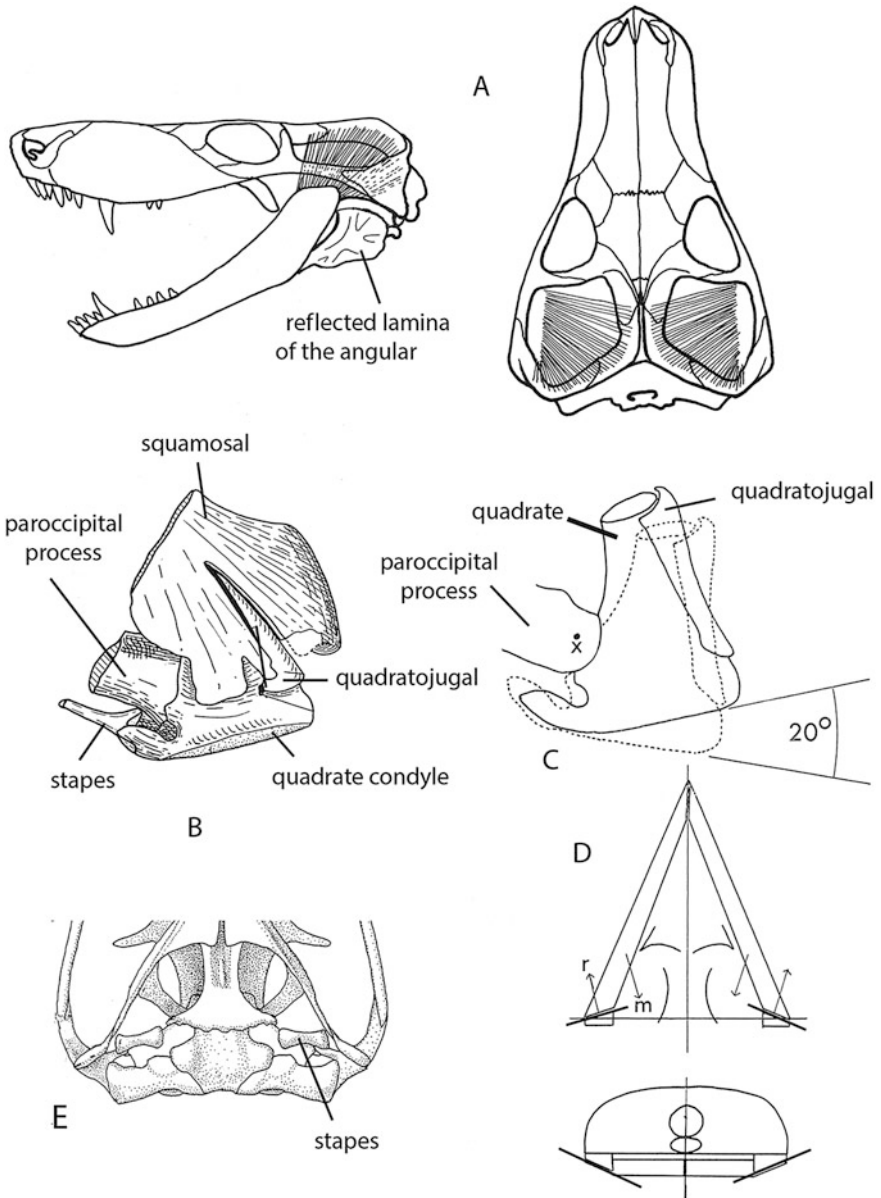 A
reflected lamina
of the angular
squamosal
paroccipital
process
quadratojugal
stapes
quadrate condyle
B
quadrate
quadratojugal
paroccipital
process
x
20°
C
D
r
m
E
stapes